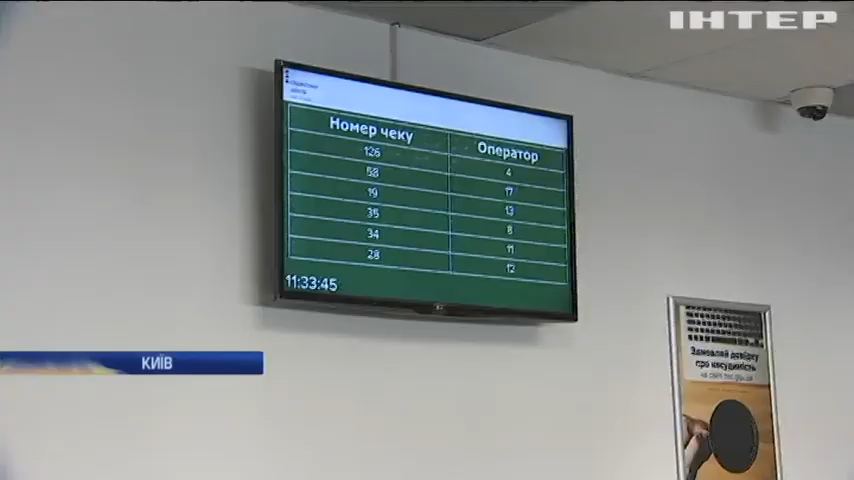 ІНТЕР
Номер чеку Оператор
126 4
58 17
19 13
35 8
34 11
28 12
11:33:45
КИЇВ
Замовляй довідку
про несудимість